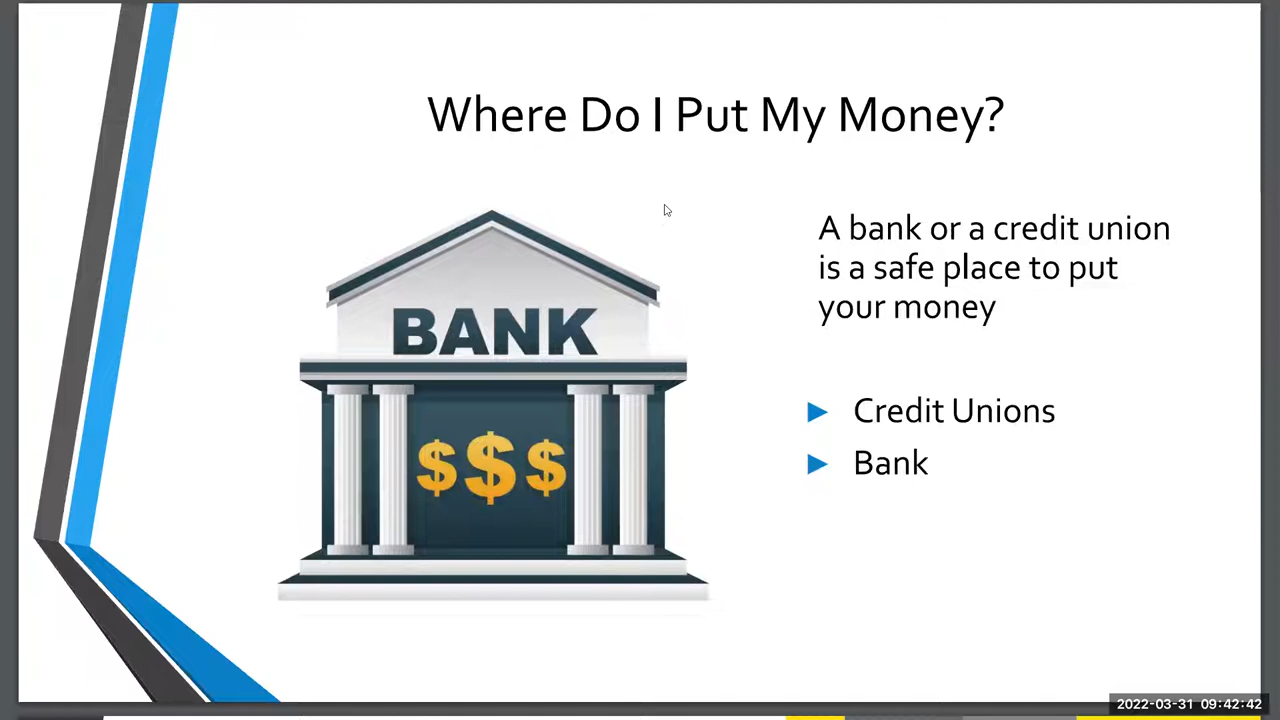 Where Do I Put My Money?
BANK
$$$
A bank or a credit union
is a safe place to put
your money
Credit Unions
Bank
2022-03-31 09:42:42